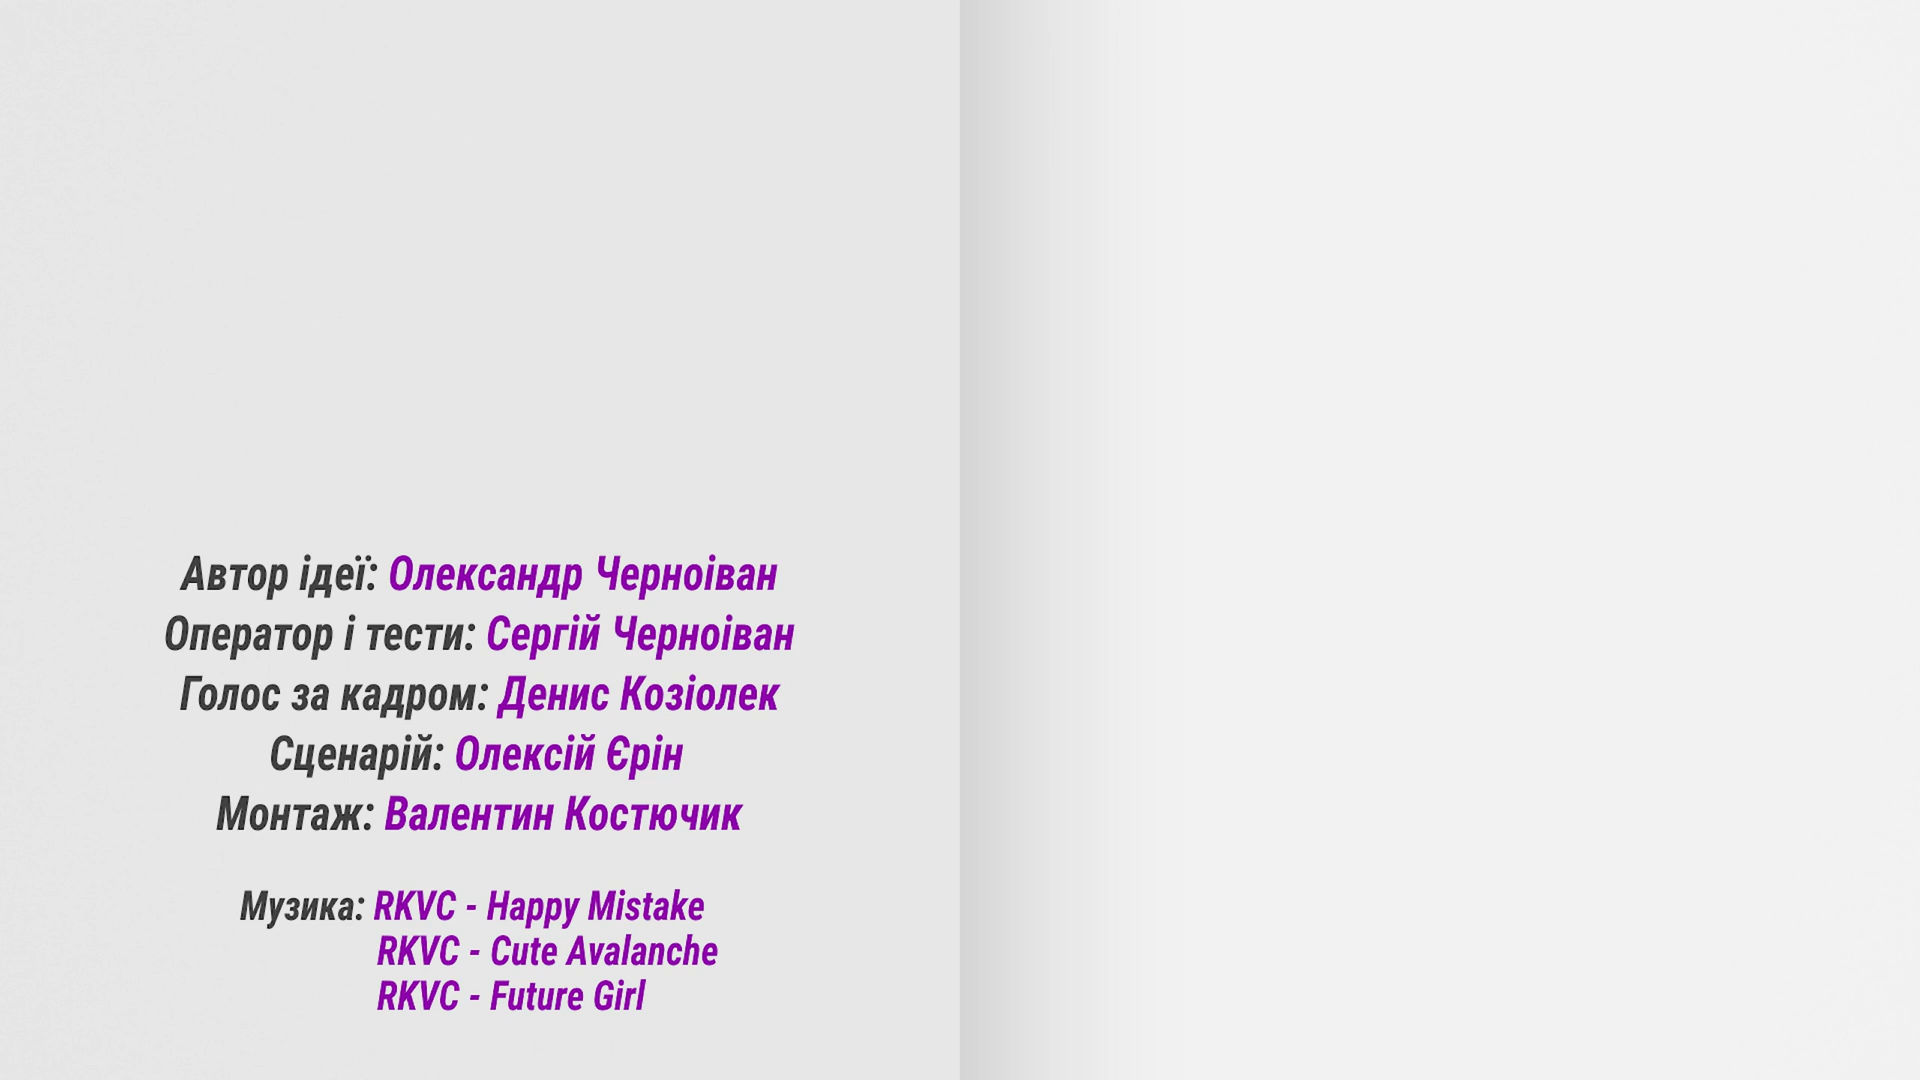 Автор ідеї: Олександр Черноіван
Оператор і тести: Сергій Черноіван
Голос за кадром: Денис Козіолек
Сценарій: Олексій Єрін
Монтаж: Валентин Костючик
Музика: RKVC - Happy Mistake
RKVC - Cute Avalanche
RKVC - Future Girl